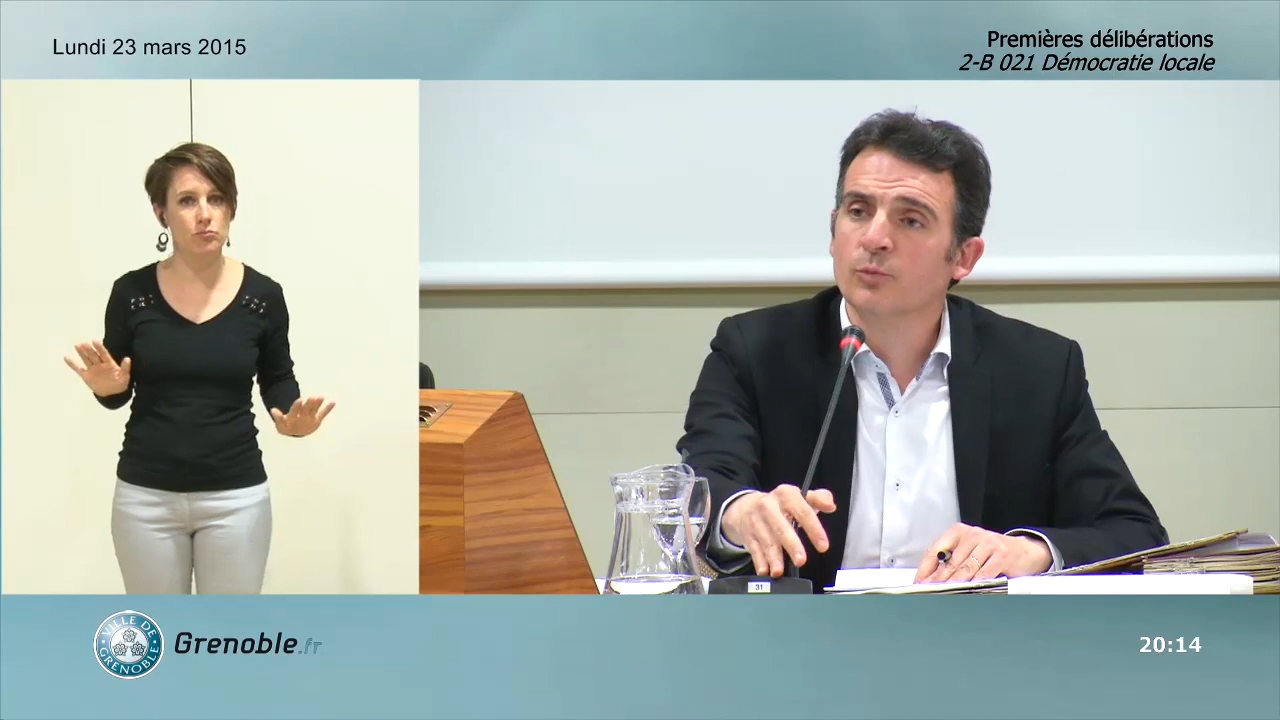 Lundi 23 mars 2015
Premières délibérations
2-B 021 Démocratie locale
31
VILLE DE
GRENOBLE
Grenoble.fr
20:14